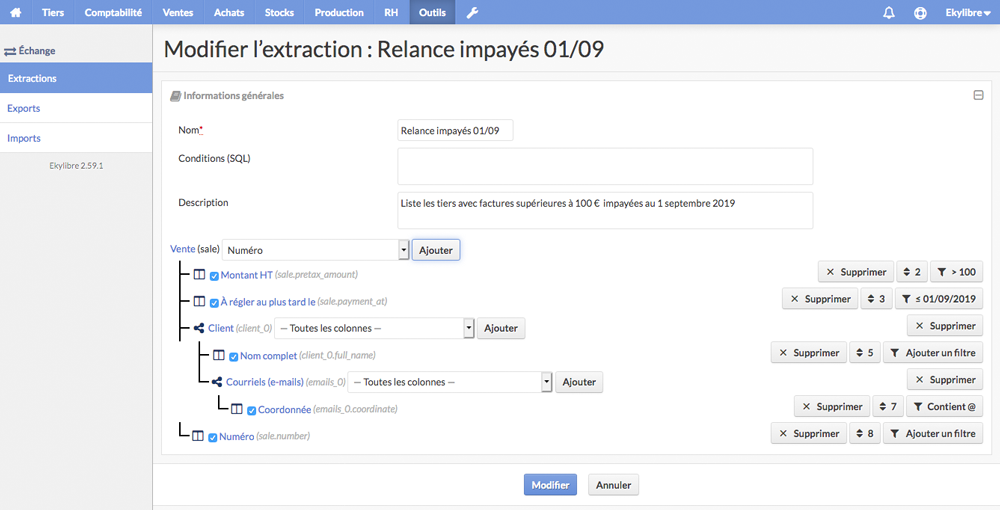 Tiers Comptabilité Ventes Achats Stocks Production RH Outils Ekylibre
Échange
Extractions
Exports
Imports
Ekylibre 2.59.1
Modifier l'extraction : Relance impayés 01/09
Informations générales
Nom* Relance impayés 01/09
Conditions (SQL)
Description Liste les tiers avec factures supérieures à 100 € impayées au 1 septembre 2019
Vente (sale) Numéro Ajouter
Montant HT (sale.pretax_amount) Supprimer 2 > 100
À régler au plus tard le (sale.payment_at) Supprimer 3 ≤ 01/09/2019
Client (client_0) — Toutes les colonnes — Ajouter Supprimer
Nom complet (client_0.full_name) Supprimer 5 Ajouter un filtre
Courriels (e-mails) (emails_0) — Toutes les colonnes — Ajouter Supprimer
Coordonnée (emails_0.coordinate) Supprimer 7 Contient @
Numéro (sale.number) Supprimer 8 Ajouter un filtre
Modifier Annuler